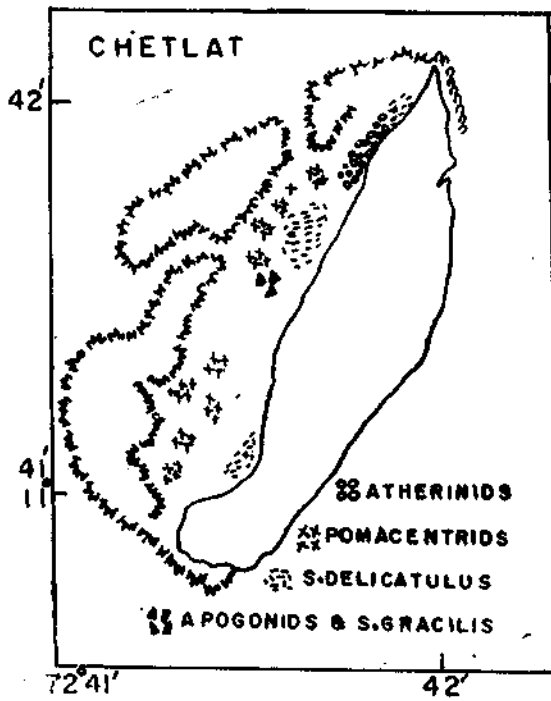 CHETLAT
42'
41'
11°
ATHERINIDS
POMACENTRIDS
S.DELICATULUS
APOGONIDS & S.GRACILIS
72°41'
42'